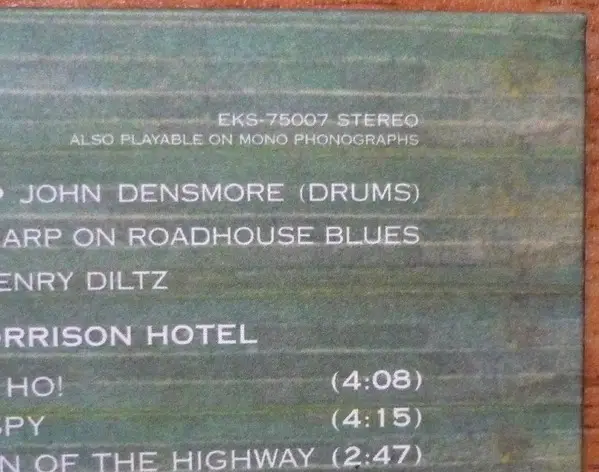 EKS-75007 STEREO
ALSO PLAYABLE ON MONO PHONOGRAPHS
JOHN DENSMORE (DRUMS)
ARP ON ROADHOUSE BLUES
ENRY DILTZ
RRISON HOTEL
HO! (4:08)
SPY (4:15)
N OF THE HIGHWAY (2:47)